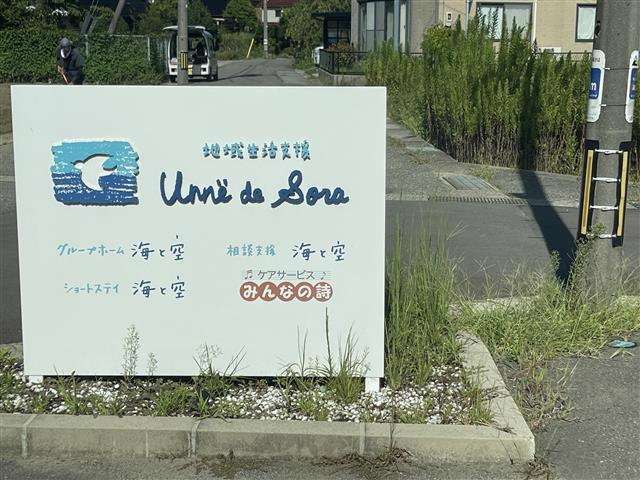 地域生活支援
Umi de Sora
グループホーム 海と空
相談支援 海と空
ショートステイ 海と空
ケアサービス
みんなの詩